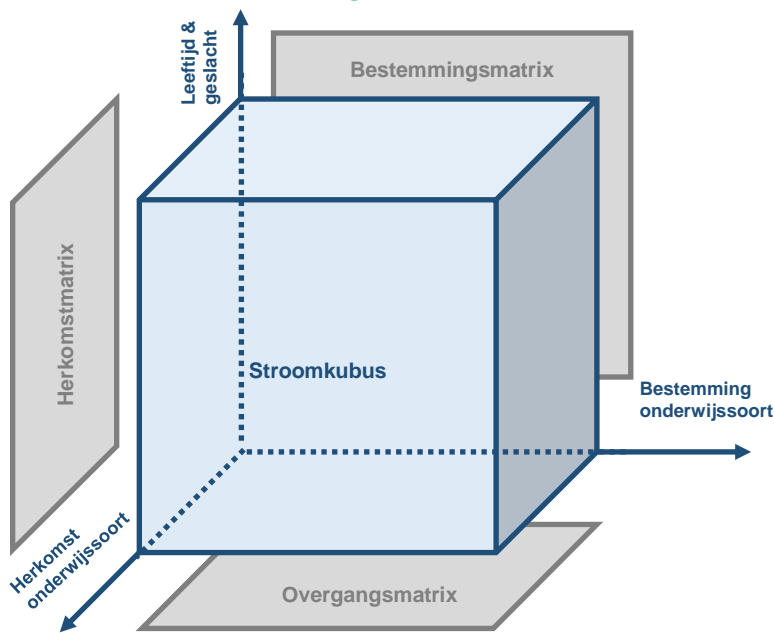 Leeftijd &
geslacht
Bestemmingsmatrix
Herkomstmatrix
Stroomkubus
Bestemming
onderwijssoort
Herkomst
onderwijssoort
Overgangsmatrix